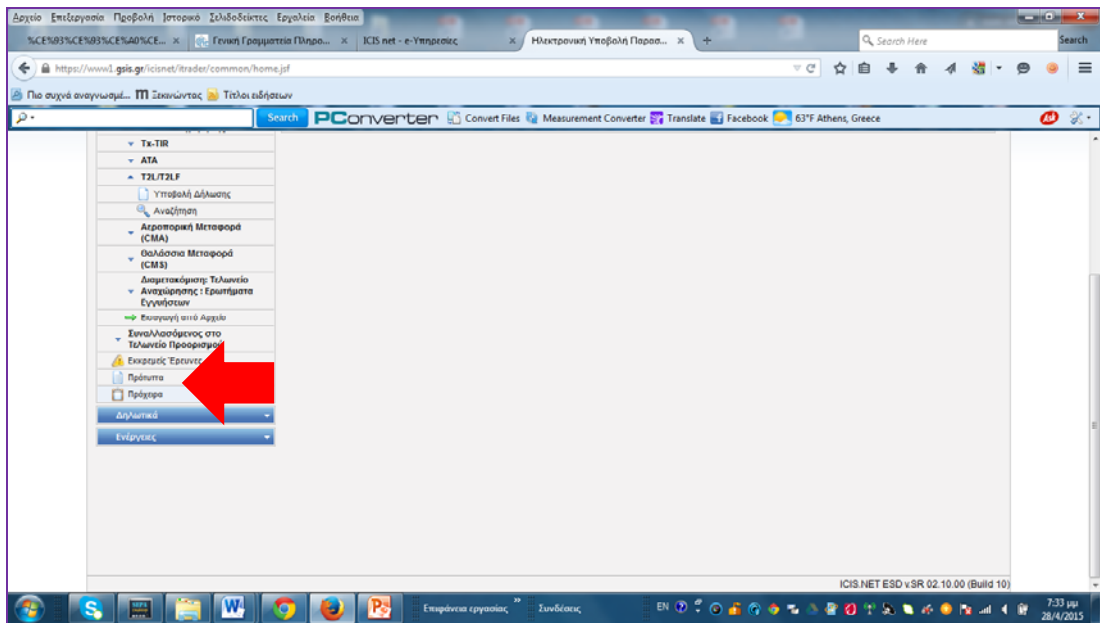 Αρχείο Επεξεργασία Προβολή Ιστορικό Σελιδοδείκτες Εργαλεία Βοήθεια
%CE%93%CE%93%CE%A0%CE... × Γενική Γραμματεία Πληρο... × ICIS net - e-Υπηρεσίες × Ηλεκτρονική Υποβολή Παρασ... × + Search Here Search
https://www1.gsis.gr/icisnet/itrader/common/home.jsf
Πιο συχνά αναγνωσμέ... Ξεκινώντας Τίτλοι ειδήσεων
Search PConverter Convert Files Measurement Converter Translate Facebook 63°F Athens, Greece
Tx-TIR
ATA
T2L/T2LF
Υποβολή Δήλωσης
Αναζήτηση
Αεροπορική Μεταφορά
(CMA)
Θαλάσσια Μεταφορά
(CMS)
Διαμετακόμιση: Τελωνείο
Αναχώρησης : Ερωτήματα
Εγγυήσεων
Εισαγωγή από Αρχείο
Συναλλασόμενος στο
Τελωνείο Προορισμού
Εκκρεμείς Έρευνες
Πρότυπα
Πρόχειρα
Δηλωτικά
Ενέργειες
ICIS.NET ESD v.SR 02.10.00 (Build 10)
Επιφάνεια εργασίας » Συνδέσεις EN 7:33 μμ
28/4/2015